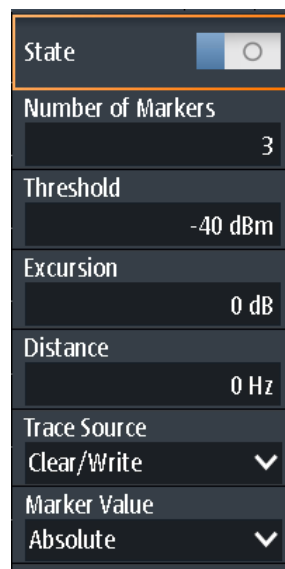 State
Number of Markers
3
Threshold
-40 dBm
Excursion
0 dB
Distance
0 Hz
Trace Source
Clear/Write
Marker Value
Absolute